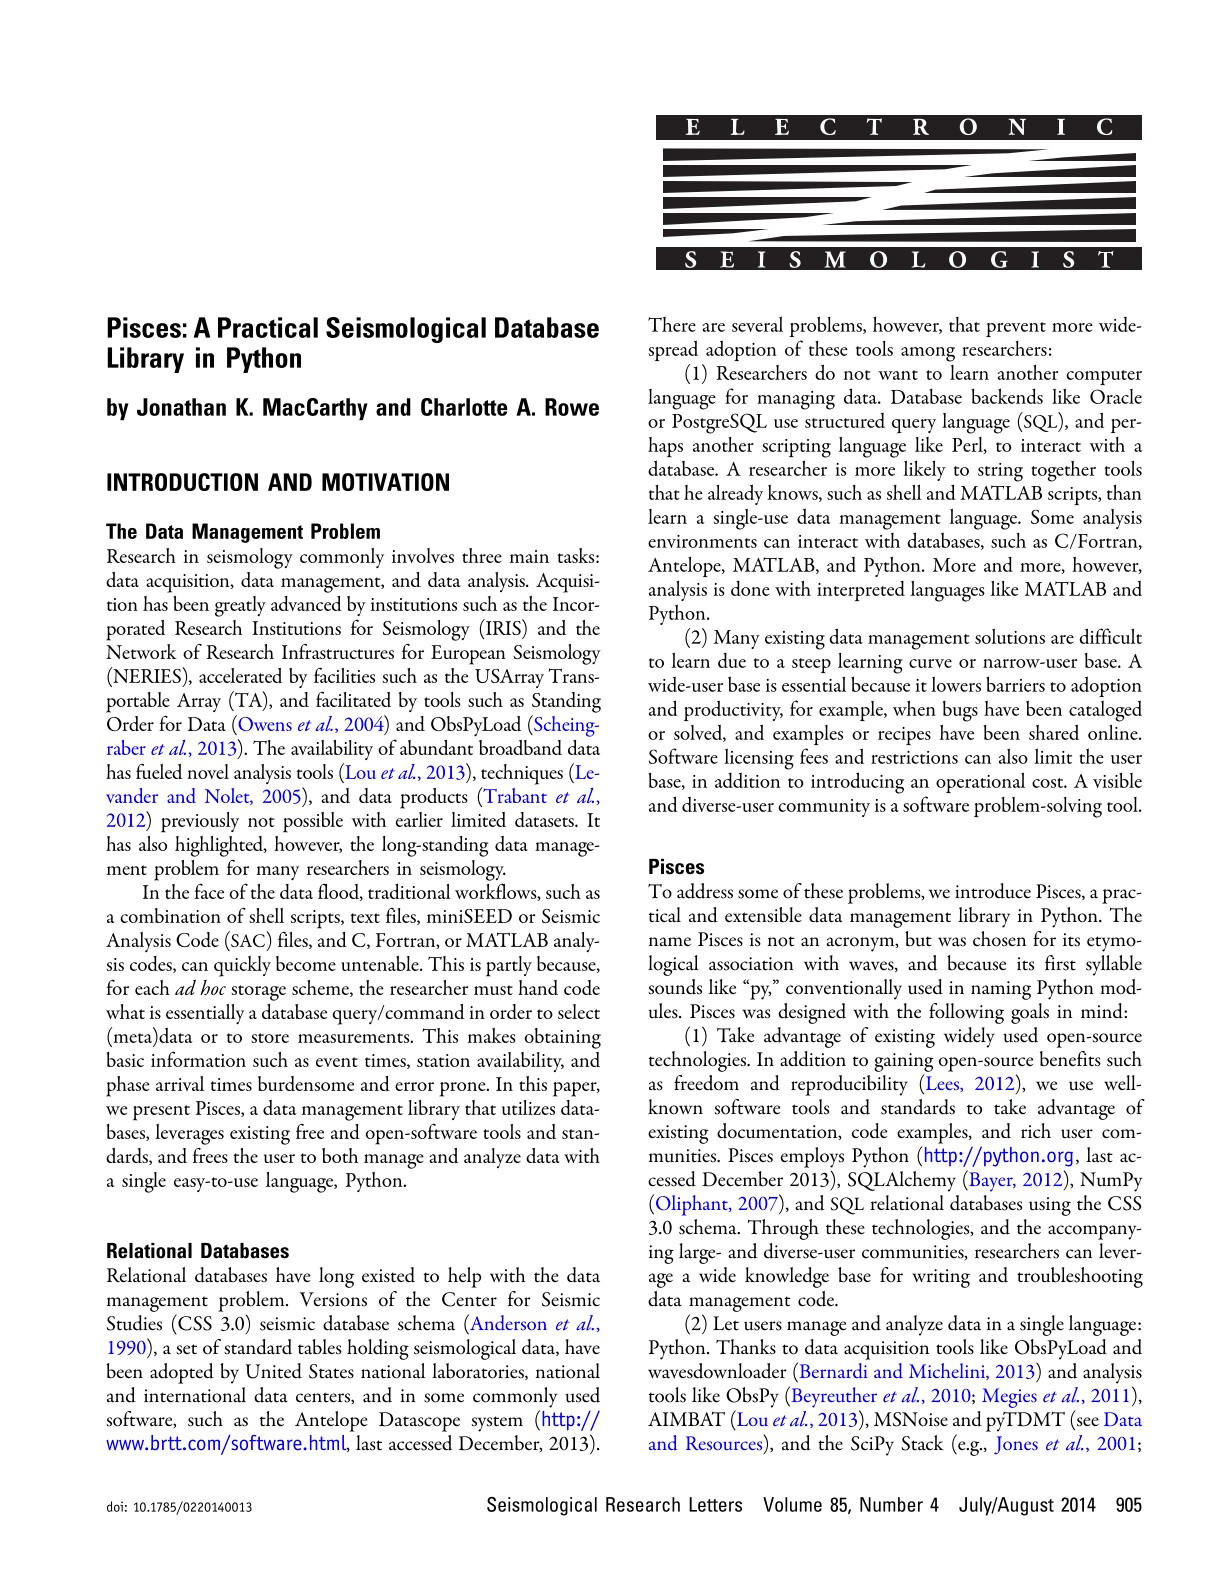 E L E C T R O N I C
S E I S M O L O G I S T
Pisces: A Practical Seismological Database
Library in Python
by Jonathan K. MacCarthy and Charlotte A. Rowe
INTRODUCTION AND MOTIVATION
The Data Management Problem
Research in seismology commonly involves three main tasks:
data acquisition, data management, and data analysis. Acquisi-
tion has been greatly advanced by institutions such as the Incor-
porated Research Institutions for Seismology (IRIS) and the
Network of Research Infrastructures for European Seismology
(NERIES), accelerated by facilities such as the USArray Trans-
portable Array (TA), and facilitated by tools such as Standing
Order for Data (Owens et al., 2004) and ObsPyLoad (Scheing-
raber et al., 2013). The availability of abundant broadband data
has fueled novel analysis tools (Lou et al., 2013), techniques (Le-
vander and Nolet, 2005), and data products (Trabant et al.,
2012) previously not possible with earlier limited datasets. It
has also highlighted, however, the long-standing data manage-
ment problem for many researchers in seismology.
In the face of the data flood, traditional workflows, such as
a combination of shell scripts, text files, miniSEED or Seismic
Analysis Code (SAC) files, and C, Fortran, or MATLAB analy-
sis codes, can quickly become untenable. This is partly because,
for each ad hoc storage scheme, the researcher must hand code
what is essentially a database query/command in order to select
(meta)data or to store measurements. This makes obtaining
basic information such as event times, station availability, and
phase arrival times burdensome and error prone. In this paper,
we present Pisces, a data management library that utilizes data-
bases, leverages existing free and open-software tools and stan-
dards, and frees the user to both manage and analyze data with
a single easy-to-use language, Python.
Relational Databases
Relational databases have long existed to help with the data
management problem. Versions of the Center for Seismic
Studies (CSS 3.0) seismic database schema (Anderson et al.,
1990), a set of standard tables holding seismological data, have
been adopted by United States national laboratories, national
and international data centers, and in some commonly used
software, such as the Antelope Datascope system (http://
www.brtt.com/software.html, last accessed December, 2013).
There are several problems, however, that prevent more wide-
spread adoption of these tools among researchers:
(1) Researchers do not want to learn another computer
language for managing data. Database backends like Oracle
or PostgreSQL use structured query language (SQL), and per-
haps another scripting language like Perl, to interact with a
database. A researcher is more likely to string together tools
that he already knows, such as shell and MATLAB scripts, than
learn a single-use data management language. Some analysis
environments can interact with databases, such as C/Fortran,
Antelope, MATLAB, and Python. More and more, however,
analysis is done with interpreted languages like MATLAB and
Python.
(2) Many existing data management solutions are difficult
to learn due to a steep learning curve or narrow-user base. A
wide-user base is essential because it lowers barriers to adoption
and productivity, for example, when bugs have been cataloged
or solved, and examples or recipes have been shared online.
Software licensing fees and restrictions can also limit the user
base, in addition to introducing an operational cost. A visible
and diverse-user community is a software problem-solving tool.
Pisces
To address some of these problems, we introduce Pisces, a prac-
tical and extensible data management library in Python. The
name Pisces is not an acronym, but was chosen for its etymo-
logical association with waves, and because its first syllable
sounds like “py,” conventionally used in naming Python mod-
ules. Pisces was designed with the following goals in mind:
(1) Take advantage of existing widely used open-source
technologies. In addition to gaining open-source benefits such
as freedom and reproducibility (Lees, 2012), we use well-
known software tools and standards to take advantage of
existing documentation, code examples, and rich user com-
munities. Pisces employs Python (http://python.org, last ac-
cessed December 2013), SQLAlchemy (Bayer, 2012), NumPy
(Oliphant, 2007), and SQL relational databases using the CSS
3.0 schema. Through these technologies, and the accompany-
ing large- and diverse-user communities, researchers can lever-
age a wide knowledge base for writing and troubleshooting
data management code.
(2) Let users manage and analyze data in a single language:
Python. Thanks to data acquisition tools like ObsPyLoad and
wavesdownloader (Bernardi and Michelini, 2013) and analysis
tools like ObsPy (Beyreuther et al., 2010; Megies et al., 2011),
AIMBAT (Lou et al., 2013), MSNoise and pyTDMT (see Data
and Resources), and the SciPy Stack (e.g., Jones et al., 2001;
doi: 10.1785/0220140013
Seismological Research Letters Volume 85, Number 4 July/August 2014 905